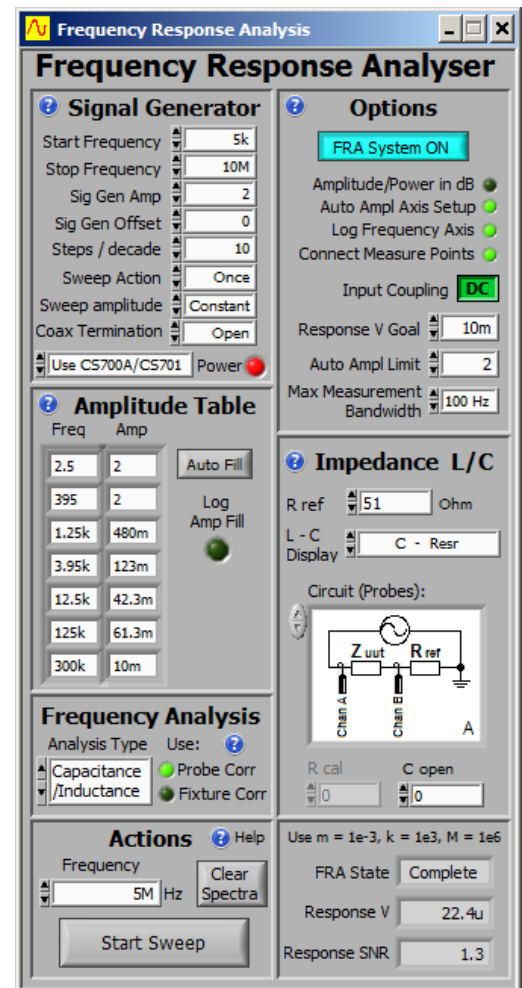 Frequency Response Analysis
Frequency Response Analyser
Signal Generator
Start Frequency 5k
Stop Frequency 10M
Sig Gen Amp 2
Sig Gen Offset 0
Steps / decade 10
Sweep Action Once
Sweep amplitude Constant
Coax Termination Open
Use CS700A/CS701 Power
Options
FRA System ON
Amplitude/Power in dB
Auto Ampl Axis Setup
Log Frequency Axis
Connect Measure Points
Input Coupling DC
Response V Goal 10m
Auto Ampl Limit 2
Max Measurement
Bandwidth 100 Hz
Amplitude Table
Freq Amp
2.5 2 Auto Fill
395 2 Log
Amp Fill
1.25k 480m
3.95k 123m
12.5k 42.3m
125k 61.3m
300k 10m
Impedance L/C
R ref 51 Ohm
L - C
Display C - Resr
Circuit (Probes):
Z uut R ref
Chan A Chan B
A
R cal C open
0 0
Frequency Analysis
Analysis Type Use:
Capacitance
/Inductance
Probe Corr
Fixture Corr
Actions Help
Frequency
5M Hz
Clear
Spectra
Start Sweep
Use m = 1e-3, k = 1e3, M = 1e6
FRA State Complete
Response V 22.4u
Response SNR 1.3